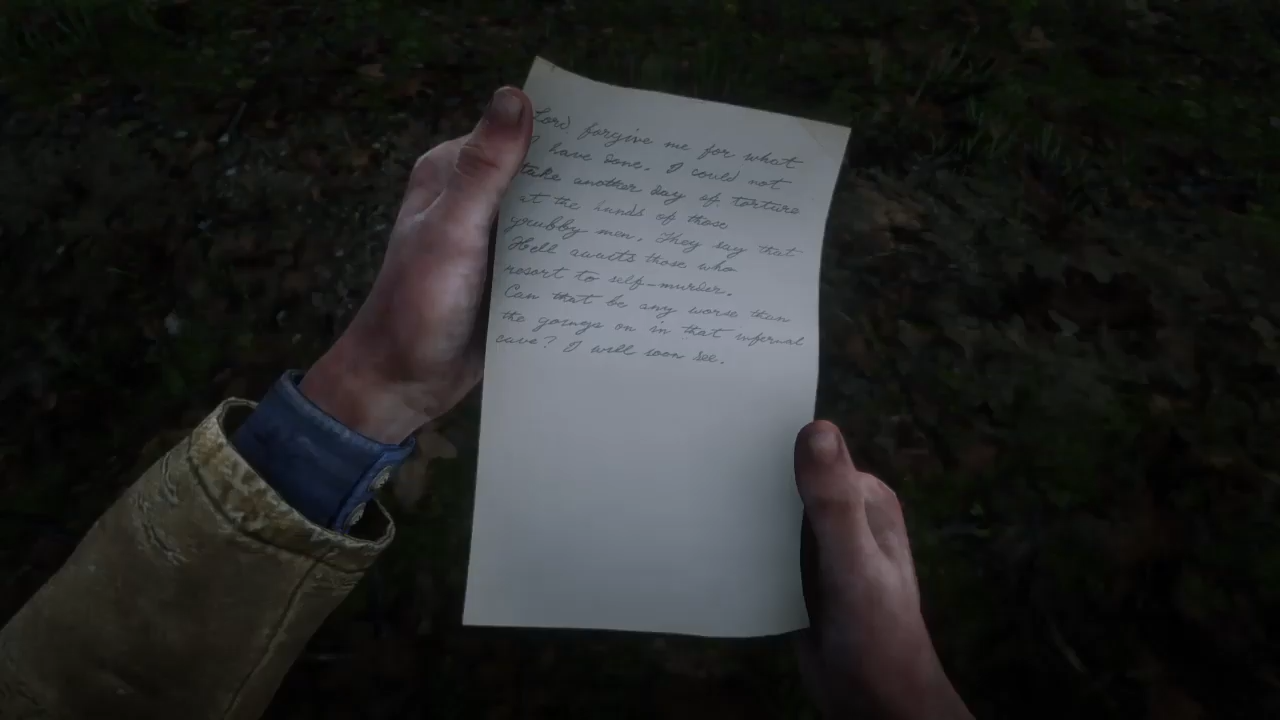 Lord, forgive me for what
I have done. I could not
take another day of torture
at the hands of those
grubby men. They say that
Hell awaits those who
resort to self-murder.
Can that be any worse than
the goings on in that infernal
cave? I will soon see.